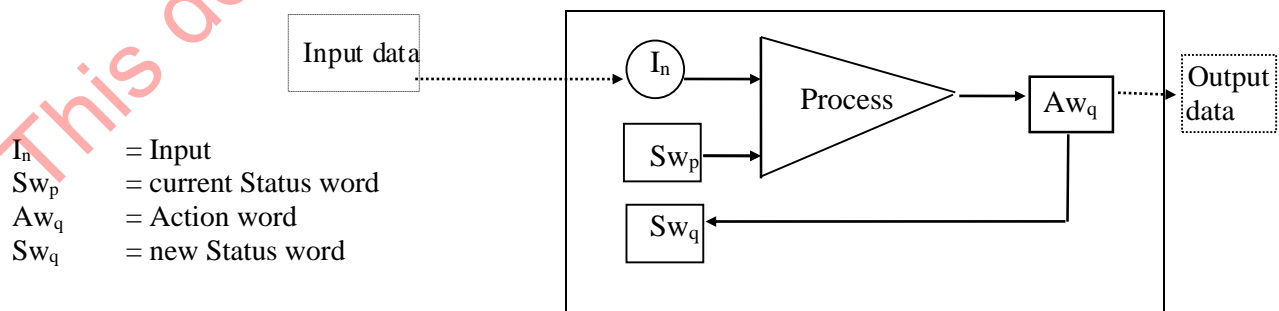 This d
Input data
Iₙ
Process
Awq
Output
data
Swₚ
Swq
Iₙ = Input
Swₚ = current Status word
Awq = Action word
Swq = new Status word